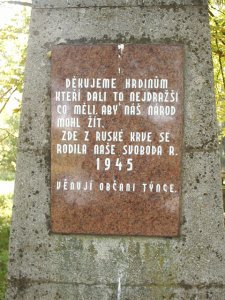 DĚKUJEME HRDINŮM
KTEŘÍ DALI TO NEJDRAŽŠÍ
CO MĚLI, ABY NÁŠ NÁROD
MOHL ŽÍT.
ZDE Z RUSKÉ KRVE SE
RODILA NAŠE SVOBODA R.
1945
VĚNUJÍ OBČANÉ TÝNCE.